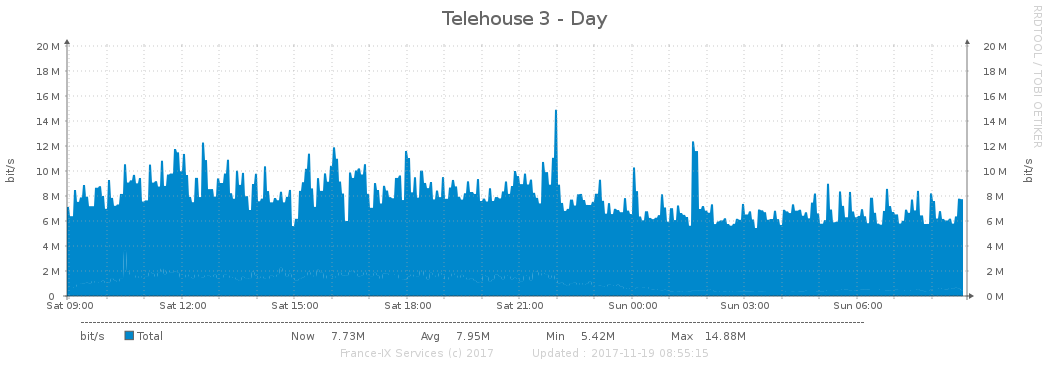 Telehouse 3 - Day
RRDTOOL / TOBI OETIKER
bit/s
20 M 20 M
18 M 18 M
16 M 16 M
14 M 14 M
12 M 12 M
10 M 10 M
8 M 8 M
6 M 6 M
4 M 4 M
2 M 2 M
0 0 M
bit/s
Sat 09:00 Sat 12:00 Sat 15:00 Sat 18:00 Sat 21:00 Sun 00:00 Sun 03:00 Sun 06:00
bit/s Total Now 7.73M Avg 7.95M Min 5.42M Max 14.88M
France-IX Services (c) 2017 Updated : 2017-11-19 08:55:15